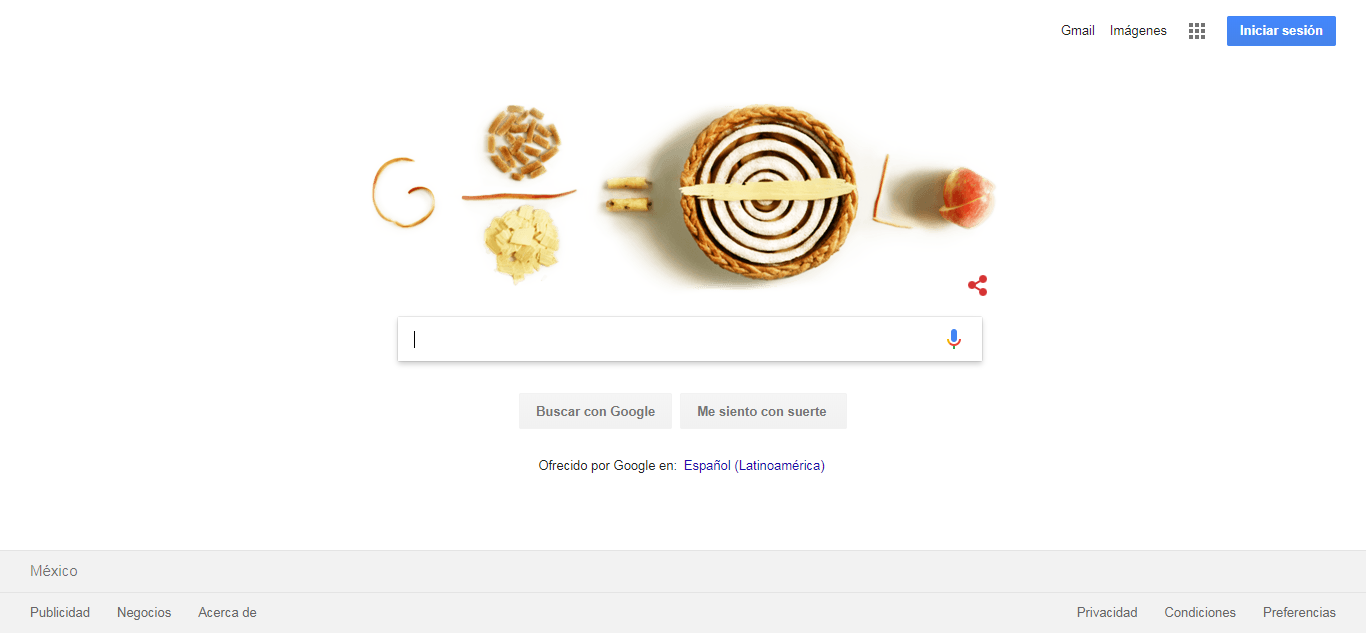 Gmail Imágenes Iniciar sesión
Buscar con Google Me siento con suerte
Ofrecido por Google en: Español (Latinoamérica)
México
Publicidad Negocios Acerca de Privacidad Condiciones Preferencias